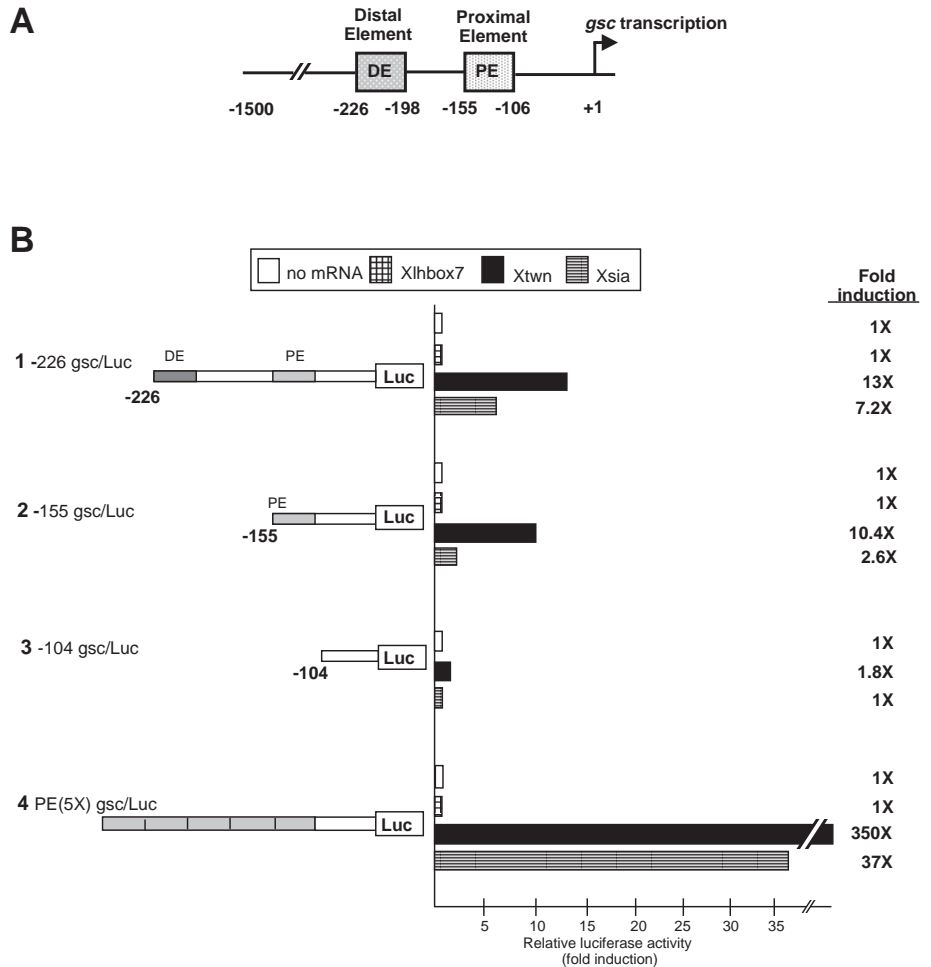 A
Distal Element
Proximal Element
gsc transcription
DE
PE
-1500
-226
-198
-155
-106
+1
B
no mRNA
Xlhbox7
Xtwn
Xsia
Fold induction
1 -226 gsc/Luc
DE
PE
Luc
-226
1X
1X
13X
7.2X
2 -155 gsc/Luc
PE
Luc
-155
1X
1X
10.4X
2.6X
3 -104 gsc/Luc
Luc
-104
1X
1.8X
1X
4 PE(5X) gsc/Luc
Luc
1X
1X
350X
37X
5 10 15 20 25 30 35
Relative luciferase activity
(fold induction)